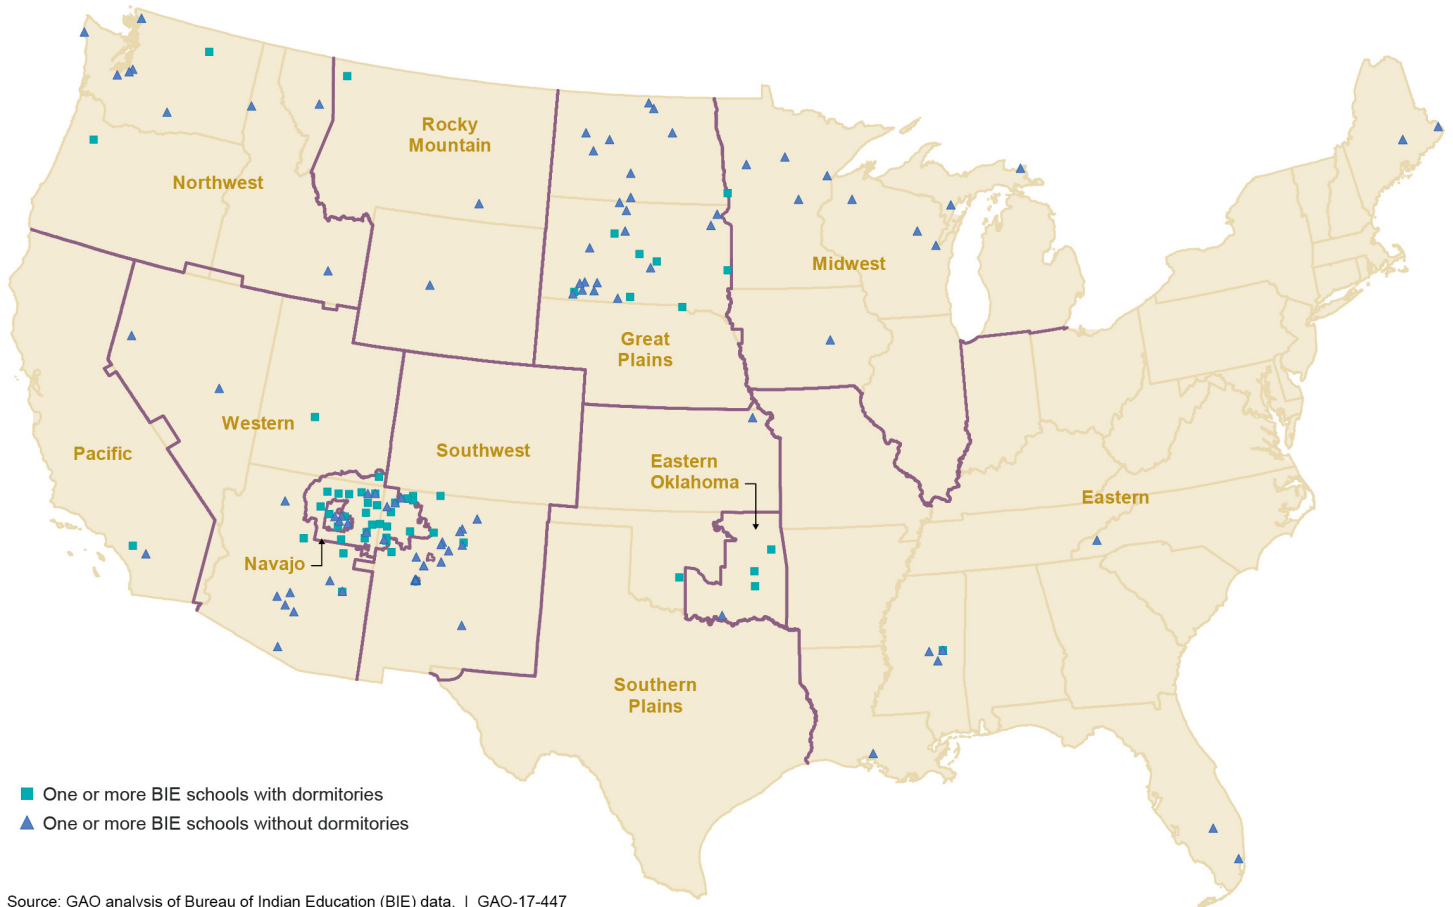 Rocky
Mountain
Northwest
Midwest
Great
Plains
Western
Pacific
Southwest
Eastern
Oklahoma
Eastern
Navajo
Southern
Plains
One or more BIE schools with dormitories
One or more BIE schools without dormitories
Source: GAO analysis of Bureau of Indian Education (BIE) data. | GAO-17-447